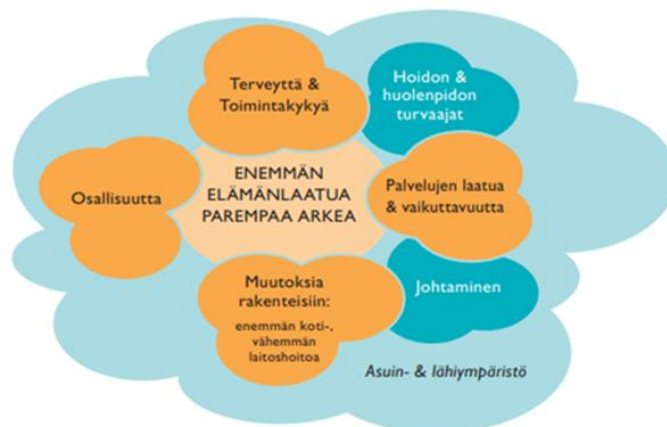 Terveyttä &
Toimintakykyä
Hoidon &
huolenpidon
turvaajat
Osallisuutta
ENEMMÄN
ELÄMÄNLAATUA
PAREMPAA ARKEA
Palvelujen laatua
& vaikuttavuutta
Muutoksia
rakenteisiin:
enemmän koti-,
vähemmän
laitoshoitoa
Johtaminen
Asuin- & lähiympäristö